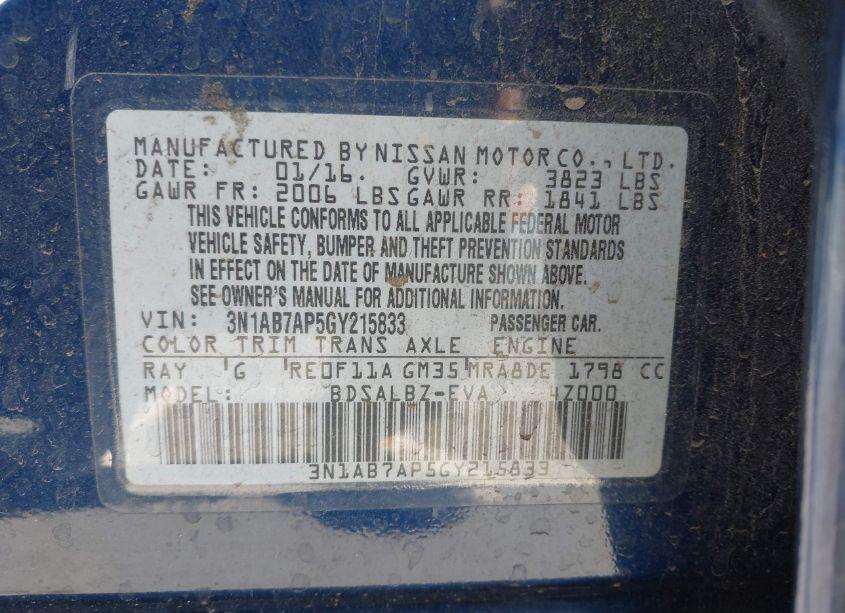 MANUFACTURED BY NISSAN MOTOR CO., LTD.
DATE: 01/16. GVWR: 3823 LBS
GAWR FR: 2006 LBS GAWR RR: 1841 LBS
THIS VEHICLE CONFORMS TO ALL APPLICABLE FEDERAL MOTOR
VEHICLE SAFETY, BUMPER AND THEFT PREVENTION STANDARDS
IN EFFECT ON THE DATE OF MANUFACTURE SHOWN ABOVE.
SEE OWNER'S MANUAL FOR ADDITIONAL INFORMATION.
VIN: 3N1AB7AP5GY215833 PASSENGER CAR.
COLOR TRIM TRANS AXLE ENGINE
RAY G RE0F11A GM35 MRA8DE 1798 CC
MODEL: BDSALBZ-EVA 4Z000
3N1AB7AP5GY215833